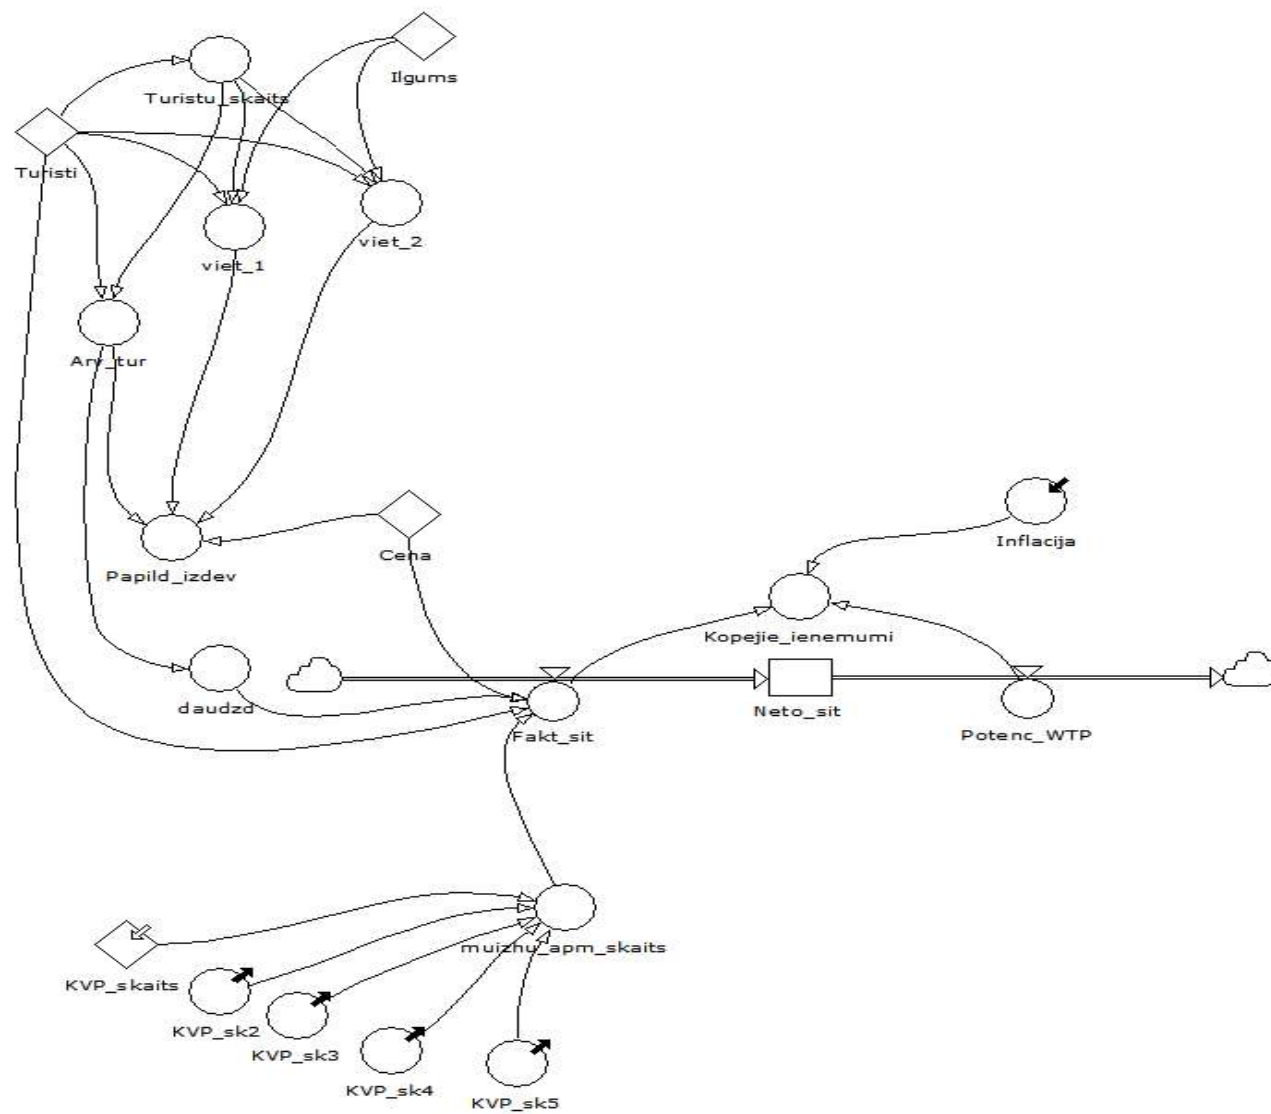 Ilgums
Turistu_skaits
Turisti
viet_2
viet_1
Arv_tur
Papild_izdev
Cena
Inflacija
Kopejie_ienemumi
daudzd
Fakt_sit
Neto_sit
Potenc_WTP
muizhu_apm_skaits
KVP_skaits
KVP_sk2
KVP_sk3
KVP_sk4
KVP_sk5